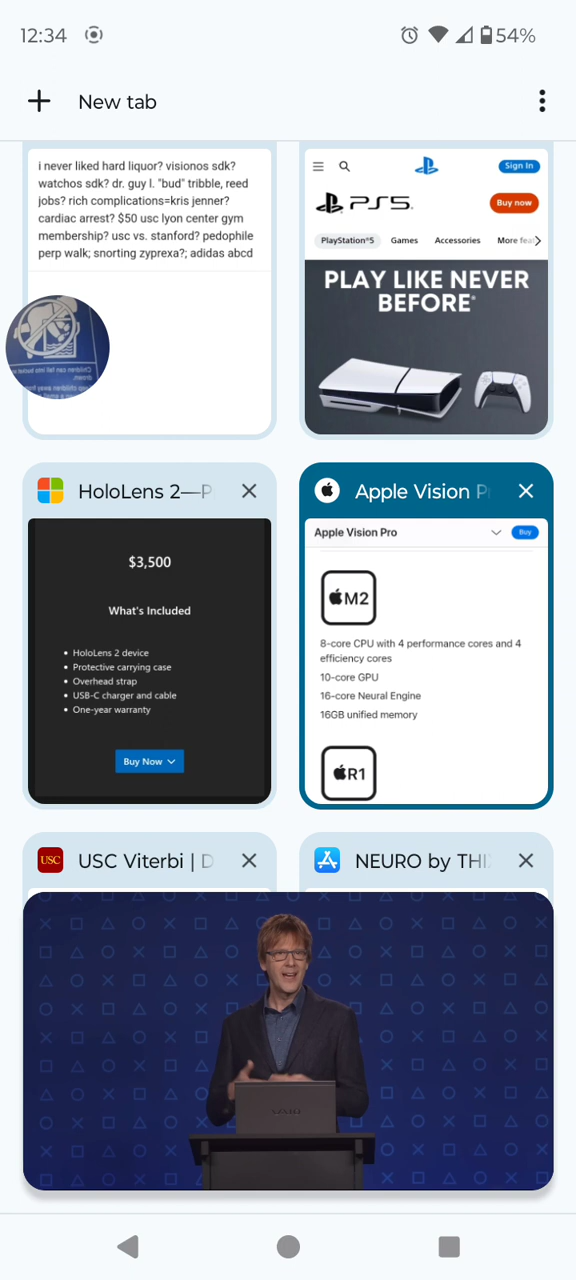 12:34
54%
New tab
i never liked hard liquor? visionos sdk?
watchos sdk? dr. guy l. "bud" tribble, reed
jobs? rich complications=kris jenner?
cardiac arrest? $50 usc lyon center gym
membership? usc vs. stanford? pedophile
perp walk; snorting zyprexa?; adidas abcd
Sign In
PS5
Buy now
PlayStation®5 Games Accessories More feat
PLAY LIKE NEVER
BEFORE
HoloLens 2—P
$3,500
What's Included
HoloLens 2 device
Protective carrying case
Overhead strap
USB-C charger and cable
One-year warranty
Buy Now
Apple Vision P
Apple Vision Pro
Buy
M2
8-core CPU with 4 performance cores and 4
efficiency cores
10-core GPU
16-core Neural Engine
16GB unified memory
R1
USC
USC Viterbi | D
NEURO by THI